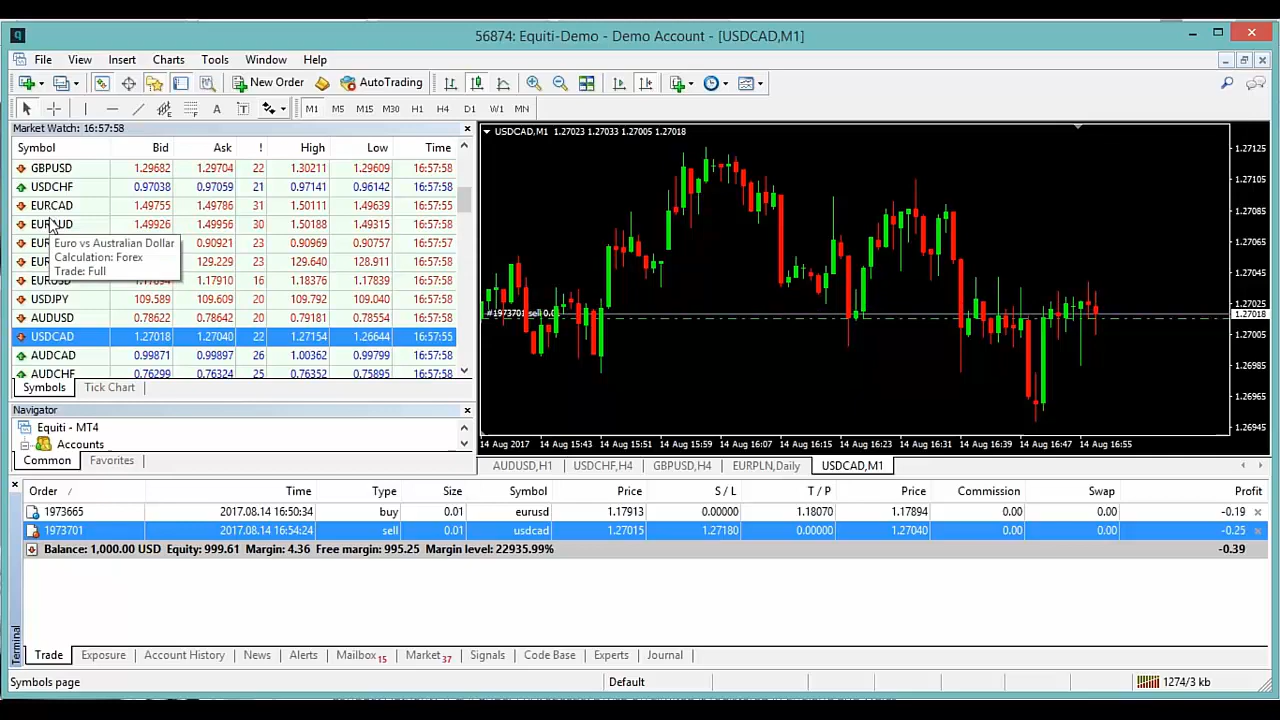 56874: Equiti-Demo - Demo Account - [USDCAD,M1]
File View Insert Charts Tools Window Help
New Order AutoTrading
M1 M5 M15 M30 H1 H4 D1 W1 MN
Market Watch: 16:57:58
Symbol Bid Ask ! High Low Time
GBPUSD 1.29682 1.29704 22 1.30211 1.29609 16:57:58
USDCHF 0.97038 0.97059 21 0.97141 0.96142 16:57:58
EURCAD 1.49755 1.49786 31 1.50111 1.49639 16:57:58
EURAUD 1.49926 1.49956 30 1.50188 1.49315 16:57:58
EUR 0.90921 23 0.90969 0.90757 16:57:58
EUR 129.229 23 129.640 128.911 16:57:58
EURUSD 1.17894 1.17910 16 1.18376 1.17689 16:57:58
Euro vs Australian Dollar
Calculation: Forex
Trade: Full
USDJPY 109.589 109.609 20 109.792 109.040 16:57:58
AUDUSD 0.78622 0.78642 20 0.79181 0.78554 16:57:58
USDCAD 1.27018 1.27040 22 1.27154 1.26644 16:57:55
AUDCAD 0.99871 0.99897 26 1.00362 0.99799 16:57:58
AUDCHF 0.76299 0.76324 25 0.76352 0.75895 16:57:58
Symbols Tick Chart
Navigator
Equiti - MT4
Accounts
Common Favorites
USDCAD,M1 1.27023 1.27033 1.27005 1.27018
#1973701 sell 0.0
1.27125
1.27105
1.27085
1.27065
1.27045
1.27025
1.27018
1.27005
1.26985
1.26965
1.26945
14 Aug 2017 14 Aug 15:43 14 Aug 15:51 14 Aug 15:59 14 Aug 16:07 14 Aug 16:15 14 Aug 16:23 14 Aug 16:31 14 Aug 16:39 14 Aug 16:47 14 Aug 16:55
AUDUSD,H1 USDCHF,H4 GBPUSD,H4 EURPLN,Daily USDCAD,M1
Order / Time Type Size Symbol Price S / L T / P Price Commission Swap Profit
1973665 2017.08.14 16:50:34 buy 0.01 eurusd 1.17913 0.00000 1.18070 1.17894 0.00 0.00 -0.19
1973701 2017.08.14 16:54:24 sell 0.01 usdcad 1.27015 1.27180 0.00000 1.27040 0.00 0.00 -0.25
Balance: 1,000.00 USD Equity: 999.61 Margin: 4.36 Free margin: 995.25 Margin level: 22935.99% -0.39
Terminal
Trade Exposure Account History News Alerts Mailbox 15 Market 37 Signals Code Base Experts Journal
Symbols page Default 1274/3 kb